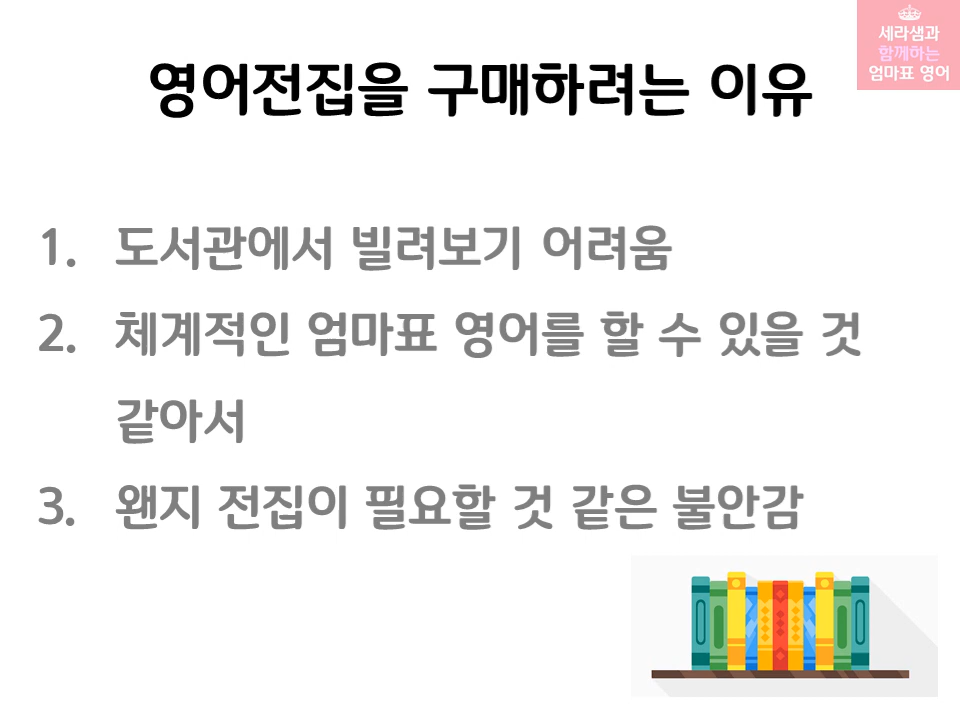 세라샘과
함께하는
엄마표 영어
영어전집을 구매하려는 이유
1. 도서관에서 빌려보기 어려움
2. 체계적인 엄마표 영어를 할 수 있을 것
같아서
3. 왠지 전집이 필요할 것 같은 불안감